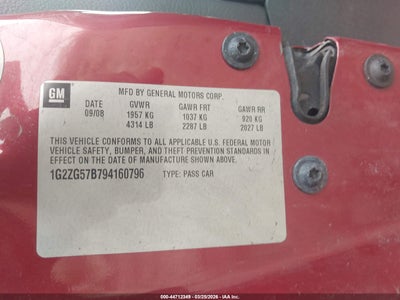 GM
MFD BY GENERAL MOTORS CORP.
DATE GVWR GAWR FRT GAWR RR
09/08 1957 KG 1037 KG 920 KG
4314 LB 2287 LB 2027 LB
THIS VEHICLE CONFORMS TO ALL APPLICABLE U.S. FEDERAL MOTOR
VEHICLE SAFETY, BUMPER, AND THEFT PREVENTION STANDARDS
IN EFFECT ON THE DATE OF MANUFACTURE SHOWN ABOVE.
1G2ZG57B794160796 TYPE: PASS CAR
000-44712349 - 03/29/2026 - IAA Inc.